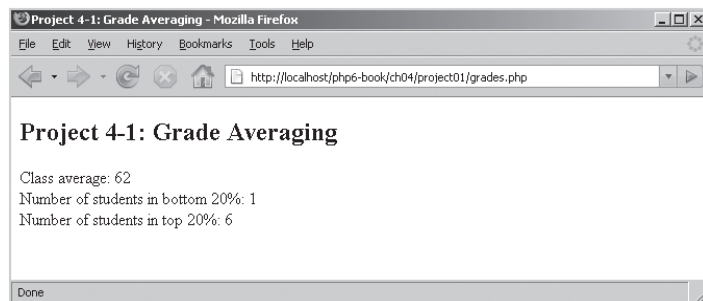 Project 4-1: Grade Averaging - Mozilla Firefox
File Edit View History Bookmarks Tools Help
http://localhost/php6-book/ch04/project01/grades.php
Project 4-1: Grade Averaging
Class average: 62
Number of students in bottom 20%: 1
Number of students in top 20%: 6
Done